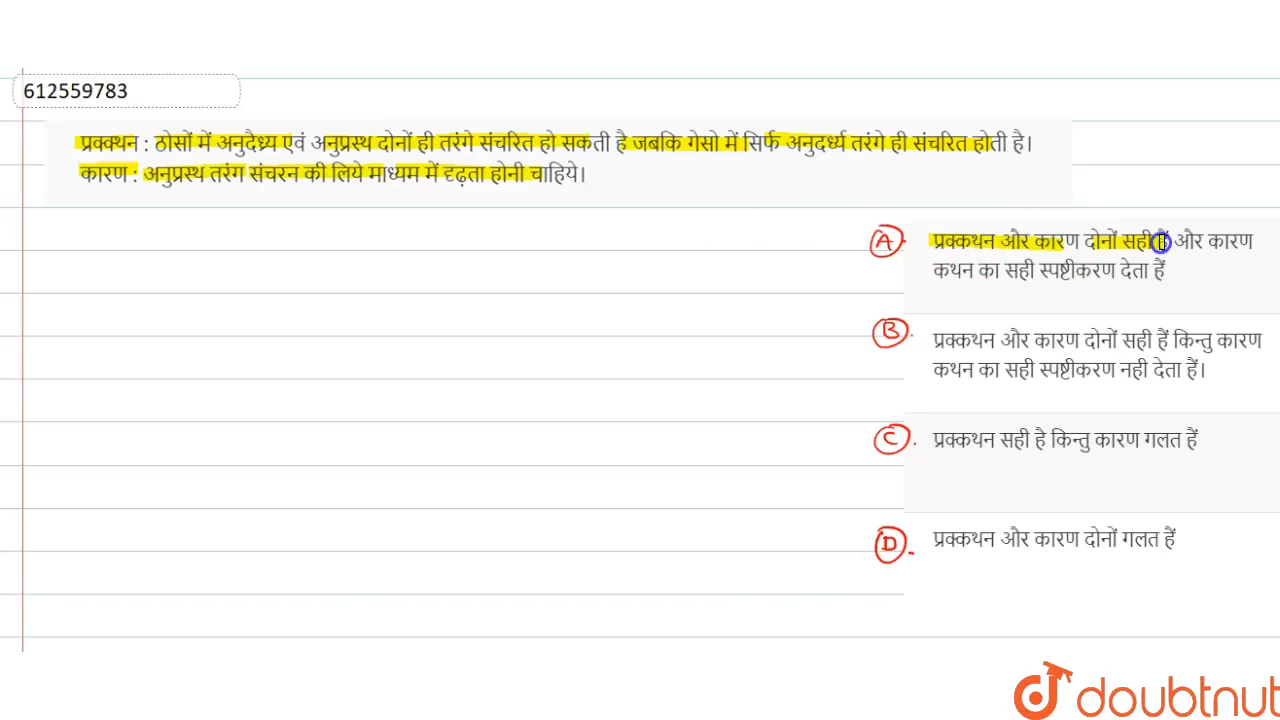 612559783
प्रक्क्थन : ठोसों में अनुदैध्र्य एवं अनुप्रस्थ दोनों ही तरंगे संचरित हो सकती है जबकि गेसो में सिर्फ अनुदर्ध्य तरंगे ही संचरित होती है।
कारण : अनुप्रस्थ तरंग संचरन की लिये माध्यम में दृढ़ता होनी चाहिये।
A. प्रक्कथन और कारण दोनों सही हैं और कारण
कथन का सही स्पष्टीकरण देता हैं
B. प्रक्कथन और कारण दोनों सही हैं किन्तु कारण
कथन का सही स्पष्टीकरण नही देता हैं।
C. प्रक्कथन सही है किन्तु कारण गलत हैं
D. प्रक्कथन और कारण दोनों गलत हैं
doubtnut